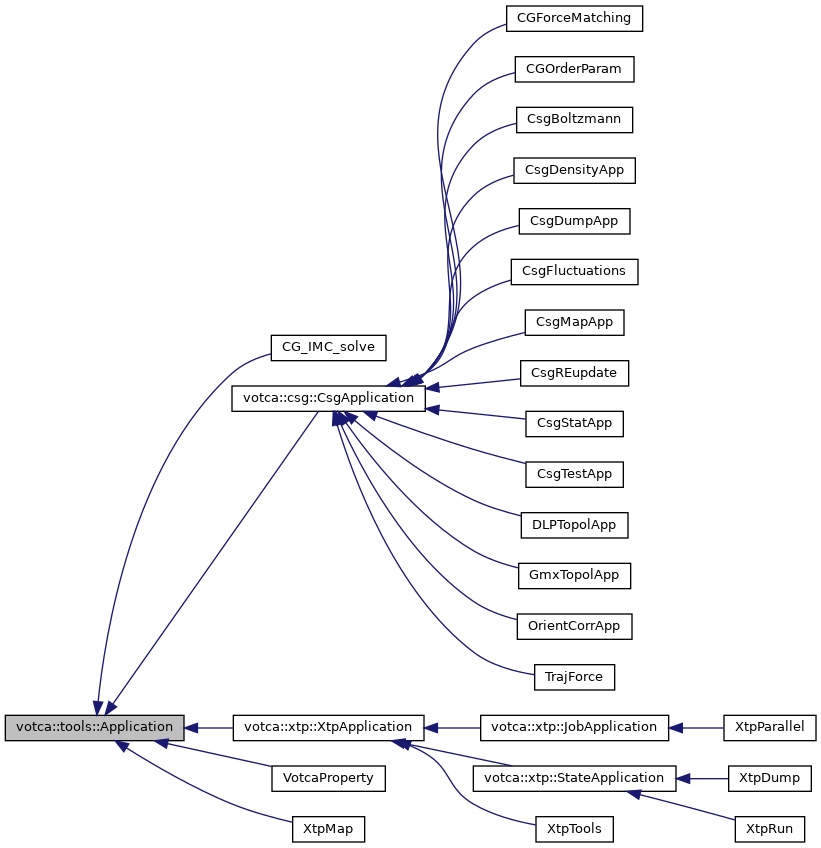 CGForceMatching
CGOrderParam
CsgBoltzmann
CsgDensityApp
CsgDumpApp
CsgFluctuations
CsgMapApp
CG_IMC_solve
CsgREupdate
votca::csg::CsgApplication
CsgStatApp
CsgTestApp
DLPTopolApp
GmxTopolApp
OrientCorrApp
TrajForce
votca::tools::Application
votca::xtp::XtpApplication
votca::xtp::JobApplication
XtpParallel
VotcaProperty
votca::xtp::StateApplication
XtpDump
XtpMap
XtpTools
XtpRun